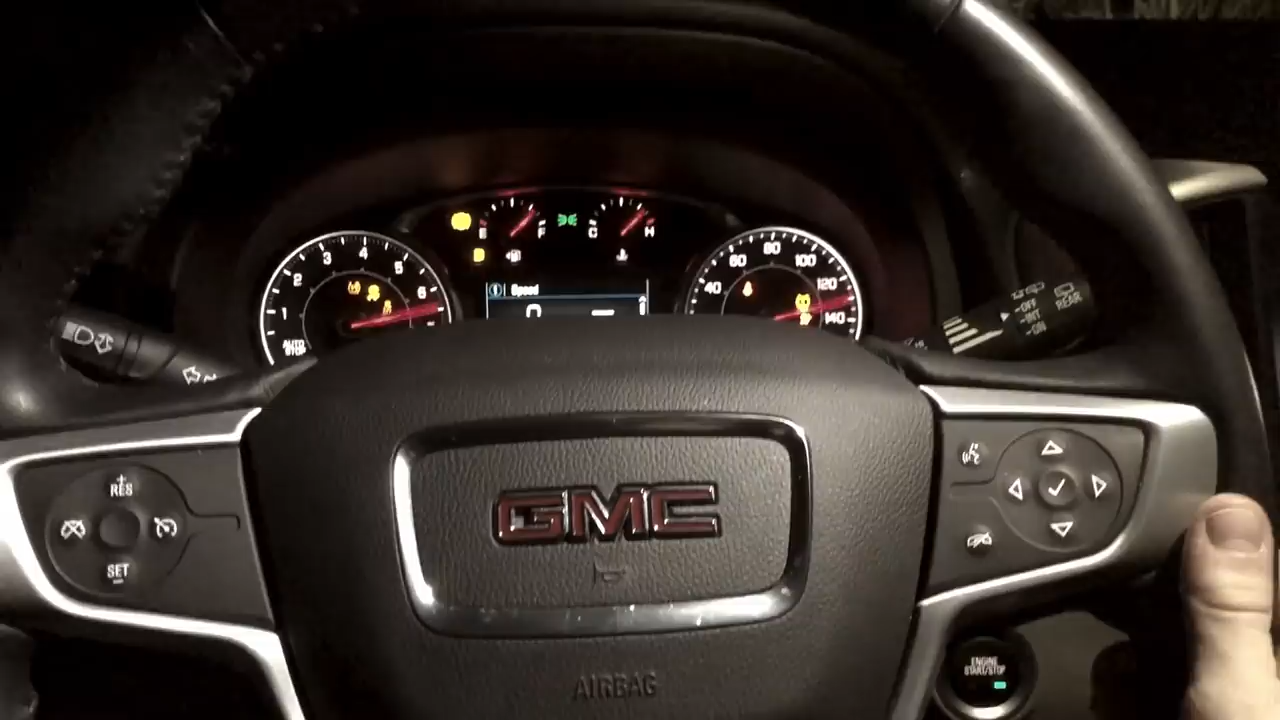 E F C H
1 2 3 4 5 6
AUTO
STOP
Speed
0
40 60 80 100 120 140
OFF
INT
ON
REAR
+
RES
SET
−
GMC
AIRBAG
ENGINE
START/STOP